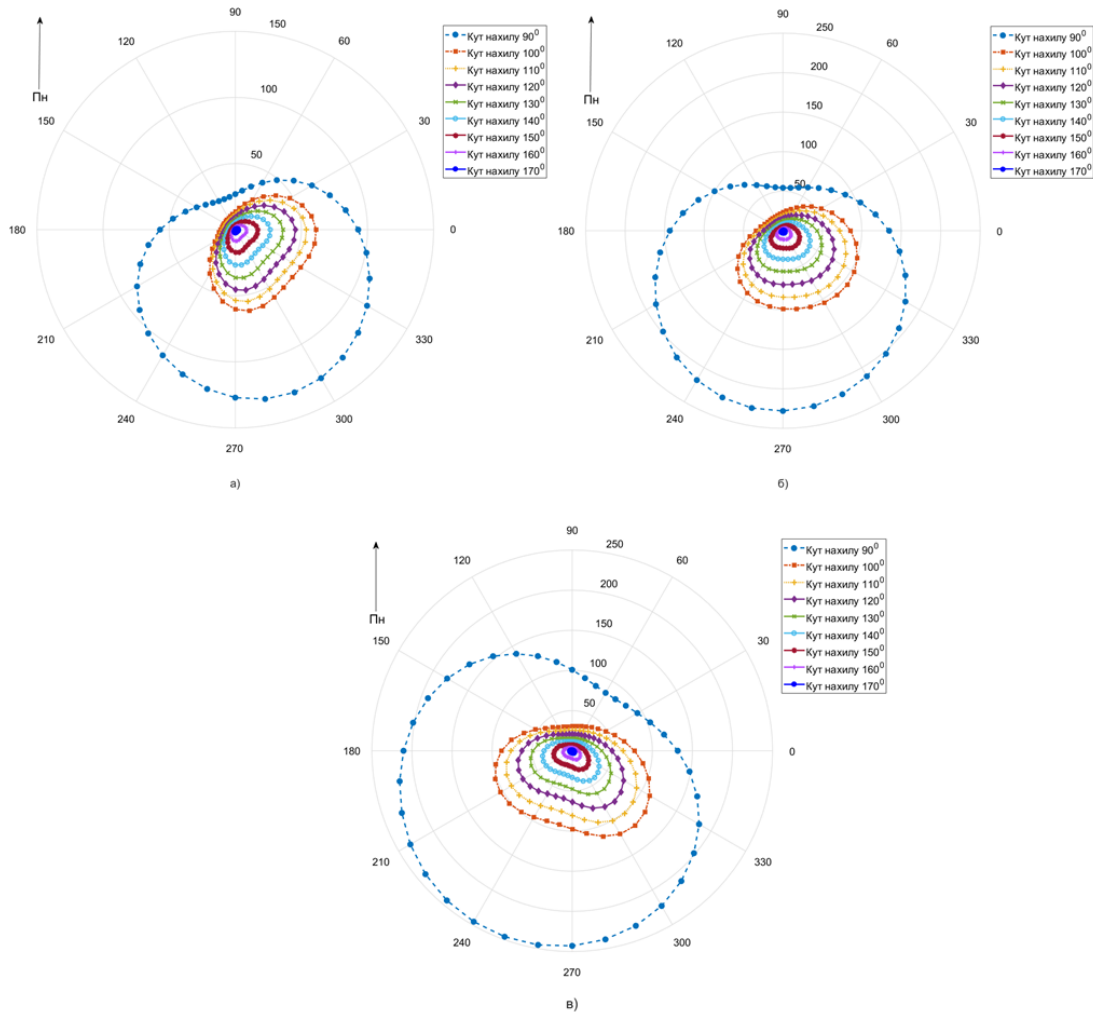 90
150
120
60
100
Пн
150
50
30
180
0
210
330
240
300
270
Кут нахилу 90⁰
Кут нахилу 100⁰
Кут нахилу 110⁰
Кут нахилу 120⁰
Кут нахилу 130⁰
Кут нахилу 140⁰
Кут нахилу 150⁰
Кут нахилу 160⁰
Кут нахилу 170⁰
а)
90
250
120
60
200
Пн
150
150
30
100
50
180
0
210
330
240
300
270
Кут нахилу 90⁰
Кут нахилу 100⁰
Кут нахилу 110⁰
Кут нахилу 120⁰
Кут нахилу 130⁰
Кут нахилу 140⁰
Кут нахилу 150⁰
Кут нахилу 160⁰
Кут нахилу 170⁰
б)
90
250
120
60
200
Пн
150
150
30
100
50
180
0
210
330
240
300
270
Кут нахилу 90⁰
Кут нахилу 100⁰
Кут нахилу 110⁰
Кут нахилу 120⁰
Кут нахилу 130⁰
Кут нахилу 140⁰
Кут нахилу 150⁰
Кут нахилу 160⁰
Кут нахилу 170⁰
в)